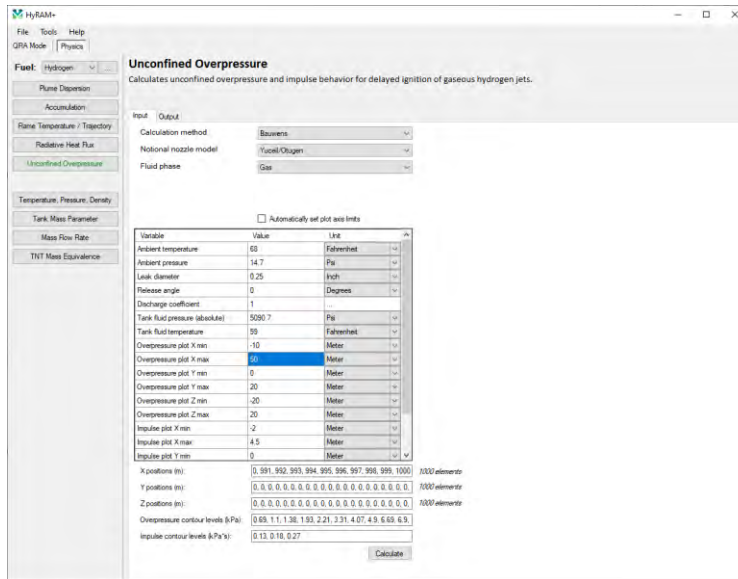 HyRAM+
File Tools Help
QRA Mode Physics
Fuel: Hydrogen ...
Plume Dispersion
Accumulation
Flame Temperature / Trajectory
Radiative Heat Flux
Unconfined Overpressure
Temperature, Pressure, Density
Tank Mass Parameter
Mass Flow Rate
TNT Mass Equivalence
Unconfined Overpressure
Calculates unconfined overpressure and impulse behavior for delayed ignition of gaseous hydrogen jets.
Input Output
Calculation method Bauwens
Notional nozzle model Yuceil/Otugen
Fluid phase Gas
Automatically set plot axis limits
Variable Value Unit
Ambient temperature 68 Fahrenheit
Ambient pressure 14.7 Psi
Leak diameter 0.25 Inch
Release angle 0 Degrees
Discharge coefficient 1 ...
Tank fluid pressure (absolute) 5090.7 Psi
Tank fluid temperature 59 Fahrenheit
Overpressure plot X min -10 Meter
Overpressure plot X max 50 Meter
Overpressure plot Y min 0 Meter
Overpressure plot Y max 20 Meter
Overpressure plot Z min -20 Meter
Overpressure plot Z max 20 Meter
Impulse plot X min -2 Meter
Impulse plot X max 4.5 Meter
Impulse plot Y min 0 Meter
X positions (m): 0, 991, 992, 993, 994, 995, 996, 997, 998, 999, 1000 1000 elements
Y positions (m): 0, 0, 0, 0, 0, 0, 0, 0, 0, 0, 0, 0, 0, 0, 0, 0, 0, 0, 1000 elements
Z positions (m): 0, 0, 0, 0, 0, 0, 0, 0, 0, 0, 0, 0, 0, 0, 0, 0, 0, 0, 1000 elements
Overpressure contour levels (kPa): 0.69, 1.1, 1.38, 1.93, 2.21, 3.31, 4.07, 4.9, 6.69, 6.9,
Impulse contour levels (kPa*s): 0.13, 0.18, 0.27
Calculate